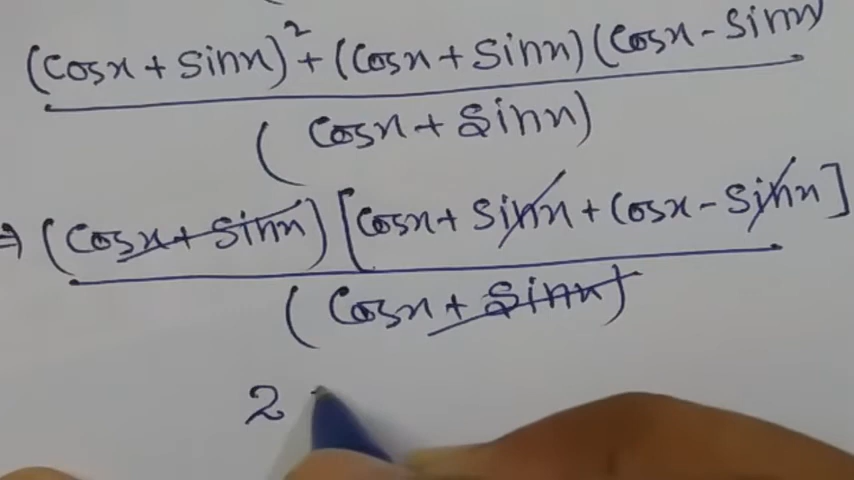 (Cosx + Sinx)² + (Cosx + Sinx)(Cosx - Sinx)
(Cosx + Sinx)
⇒ (Cosx + Sinx) [Cosx + Sinx + Cosx - Sinx]
(Cosx + Sinx)
2